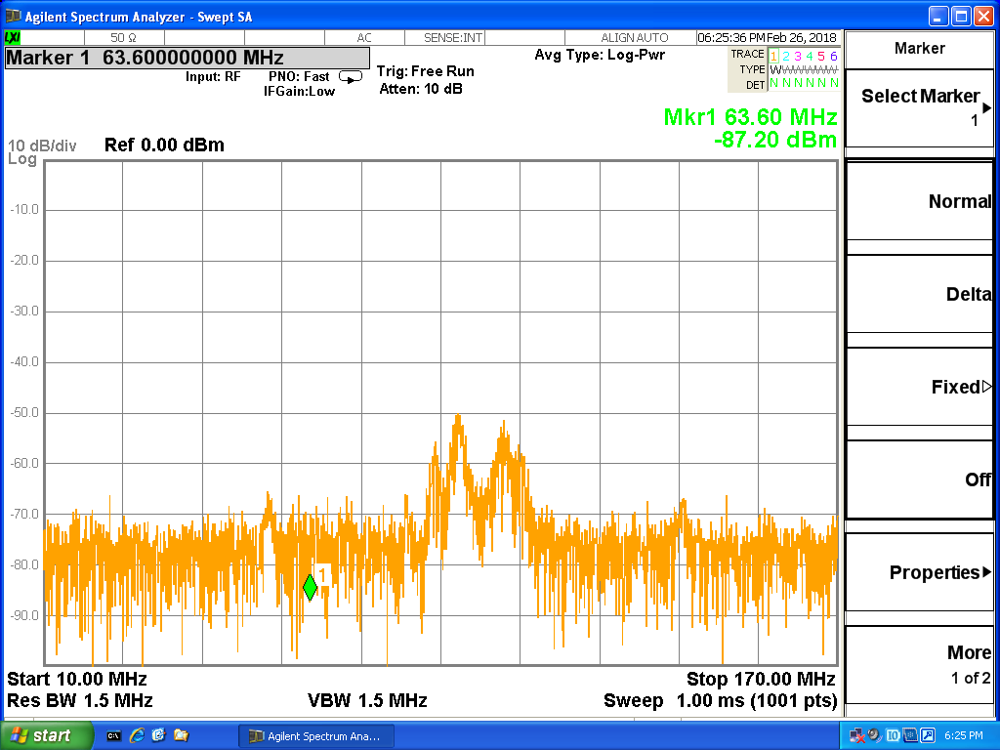 Agilent Spectrum Analyzer - Swept SA
LXI 50 Ω AC SENSE:INT ALIGN AUTO 06:25:36 PM Feb 26, 2018
Marker 1 63.600000000 MHz
Input: RF PNO: Fast
IFGain:Low
Trig: Free Run
Atten: 10 dB
Avg Type: Log-Pwr
TRACE 1 2 3 4 5 6
TYPE WWWWWW
DET N N N N N N
Mkr1 63.60 MHz
-87.20 dBm
10 dB/div Ref 0.00 dBm
Log
-10.0
-20.0
-30.0
-40.0
-50.0
-60.0
-70.0
-80.0
-90.0
1
Start 10.00 MHz Stop 170.00 MHz
Res BW 1.5 MHz VBW 1.5 MHz Sweep 1.00 ms (1001 pts)
Marker
Select Marker
1
Normal
Delta
Fixed
Off
Properties
More
1 of 2
start Agilent Spectrum Ana... 6:25 PM